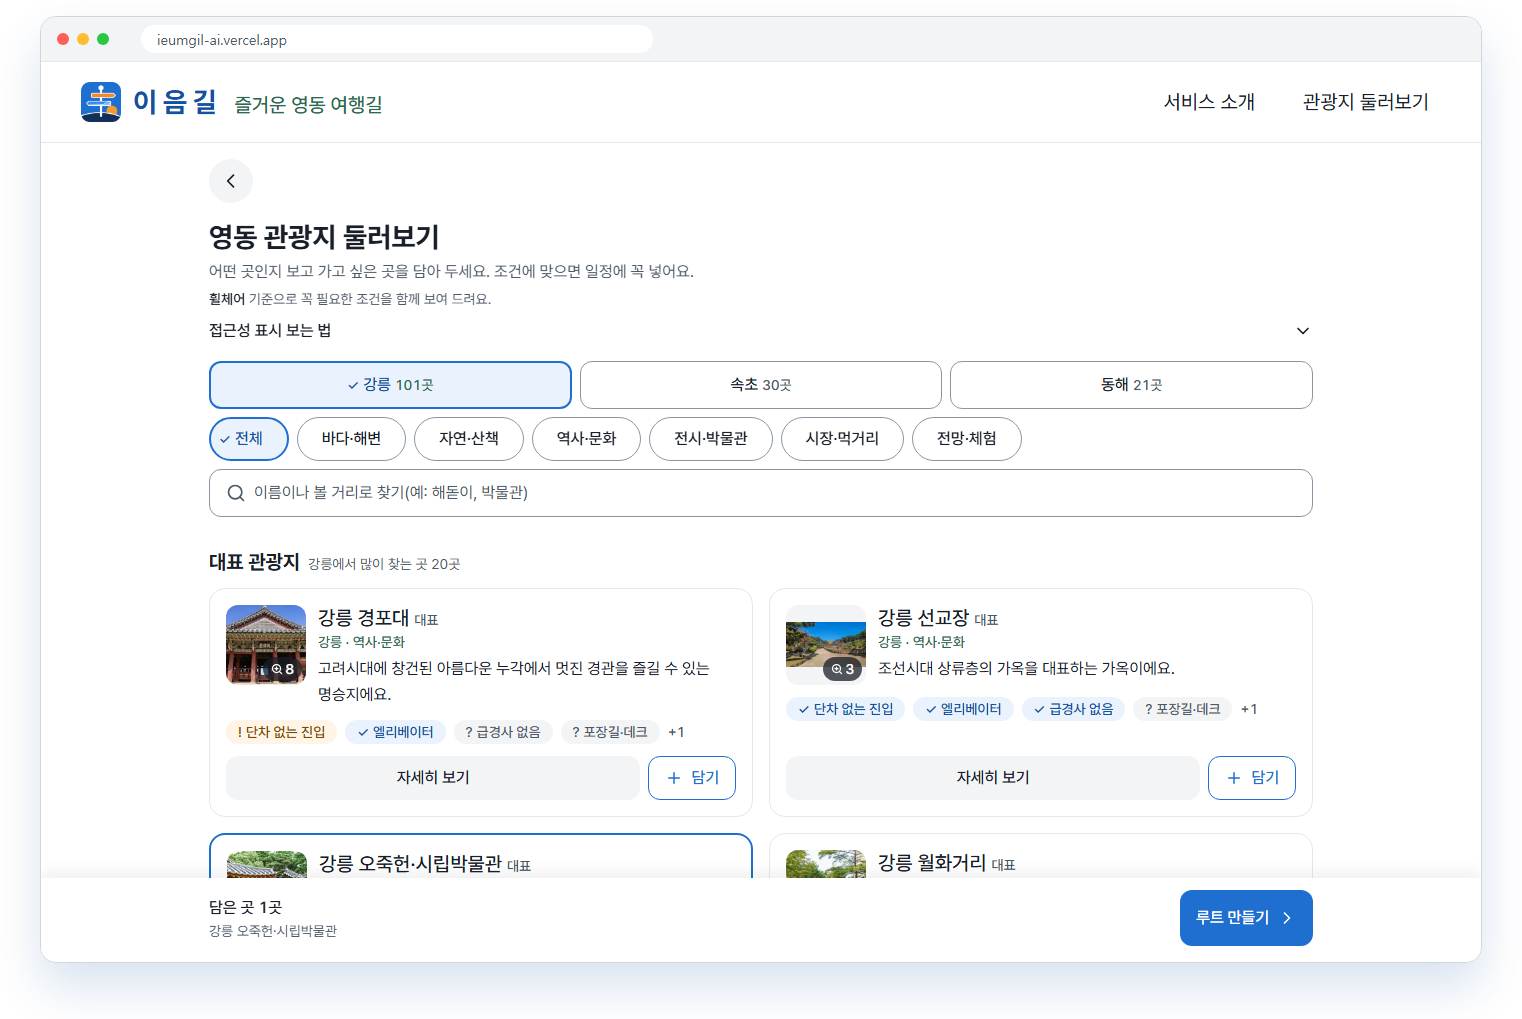 ieumgil-ai.vercel.app
이음길 즐거운 영동 여행길
서비스 소개 관광지 둘러보기
영동 관광지 둘러보기
어떤 곳인지 보고 가고 싶은 곳을 담아 두세요. 조건에 맞으면 일정에 꼭 넣어요.
휠체어 기준으로 꼭 필요한 조건을 함께 보여 드려요.
접근성 표시 보는 법
✓ 강릉 101곳 속초 30곳 동해 21곳
✓ 전체 바다·해변 자연·산책 역사·문화 전시·박물관 시장·먹거리 전망·체험
이름이나 볼 거리로 찾기(예: 해돋이, 박물관)
대표 관광지 강릉에서 많이 찾는 곳 20곳
강릉 경포대 대표
강릉 · 역사·문화
고려시대에 창건된 아름다운 누각에서 멋진 경관을 즐길 수 있는
명승지에요.
8
! 단차 없는 진입 ✓ 엘리베이터 ? 급경사 없음 ? 포장길·데크 +1
자세히 보기 + 담기
강릉 선교장 대표
강릉 · 역사·문화
조선시대 상류층의 가옥을 대표하는 가옥이에요.
3
✓ 단차 없는 진입 ✓ 엘리베이터 ✓ 급경사 없음 ? 포장길·데크 +1
자세히 보기 + 담기
강릉 오죽헌·시립박물관 대표
강릉 월화거리 대표
담은 곳 1곳
강릉 오죽헌·시립박물관
루트 만들기